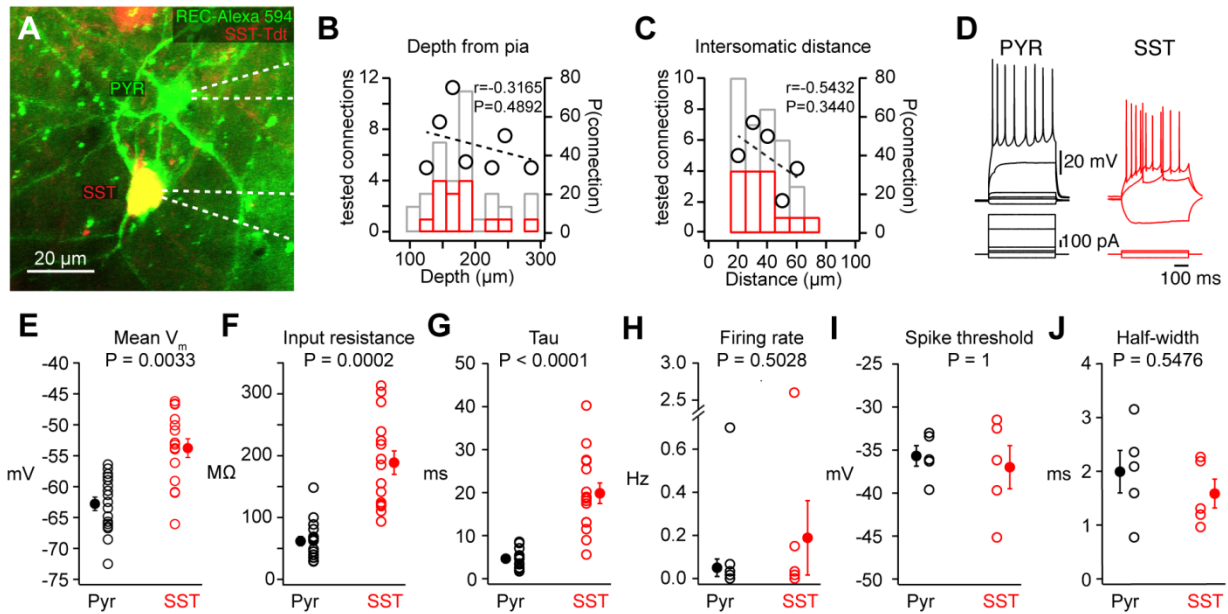 A
REC-Alexa 594
SST-Tdt
PYR
SST
20 µm
B
Depth from pia
r=-0.3165
P=0.4892
tested connections
P(connection)
12
8
4
0
80
60
40
20
0
100
200
300
Depth (µm)
C
Intersomatic distance
r=-0.5432
P=0.3440
tested connections
P(connection)
10
8
6
4
2
0
80
60
40
20
0
0
20
40
60
80
100
Distance (µm)
D
PYR
SST
20 mV
100 pA
100 ms
E
Mean Vm
P = 0.0033
-40
-45
-50
-55
-60
-65
-70
-75
mV
Pyr
SST
F
Input resistance
P = 0.0002
300
200
100
0
MΩ
Pyr
SST
G
Tau
P < 0.0001
50
40
30
20
10
0
ms
Pyr
SST
H
Firing rate
P = 0.5028
3.0
2.5
0.6
0.4
0.2
0.0
Hz
Pyr
SST
I
Spike threshold
P = 1
-25
-30
-35
-40
-45
-50
mV
Pyr
SST
J
Half-width
P = 0.5476
4
3
2
1
0
ms
Pyr
SST